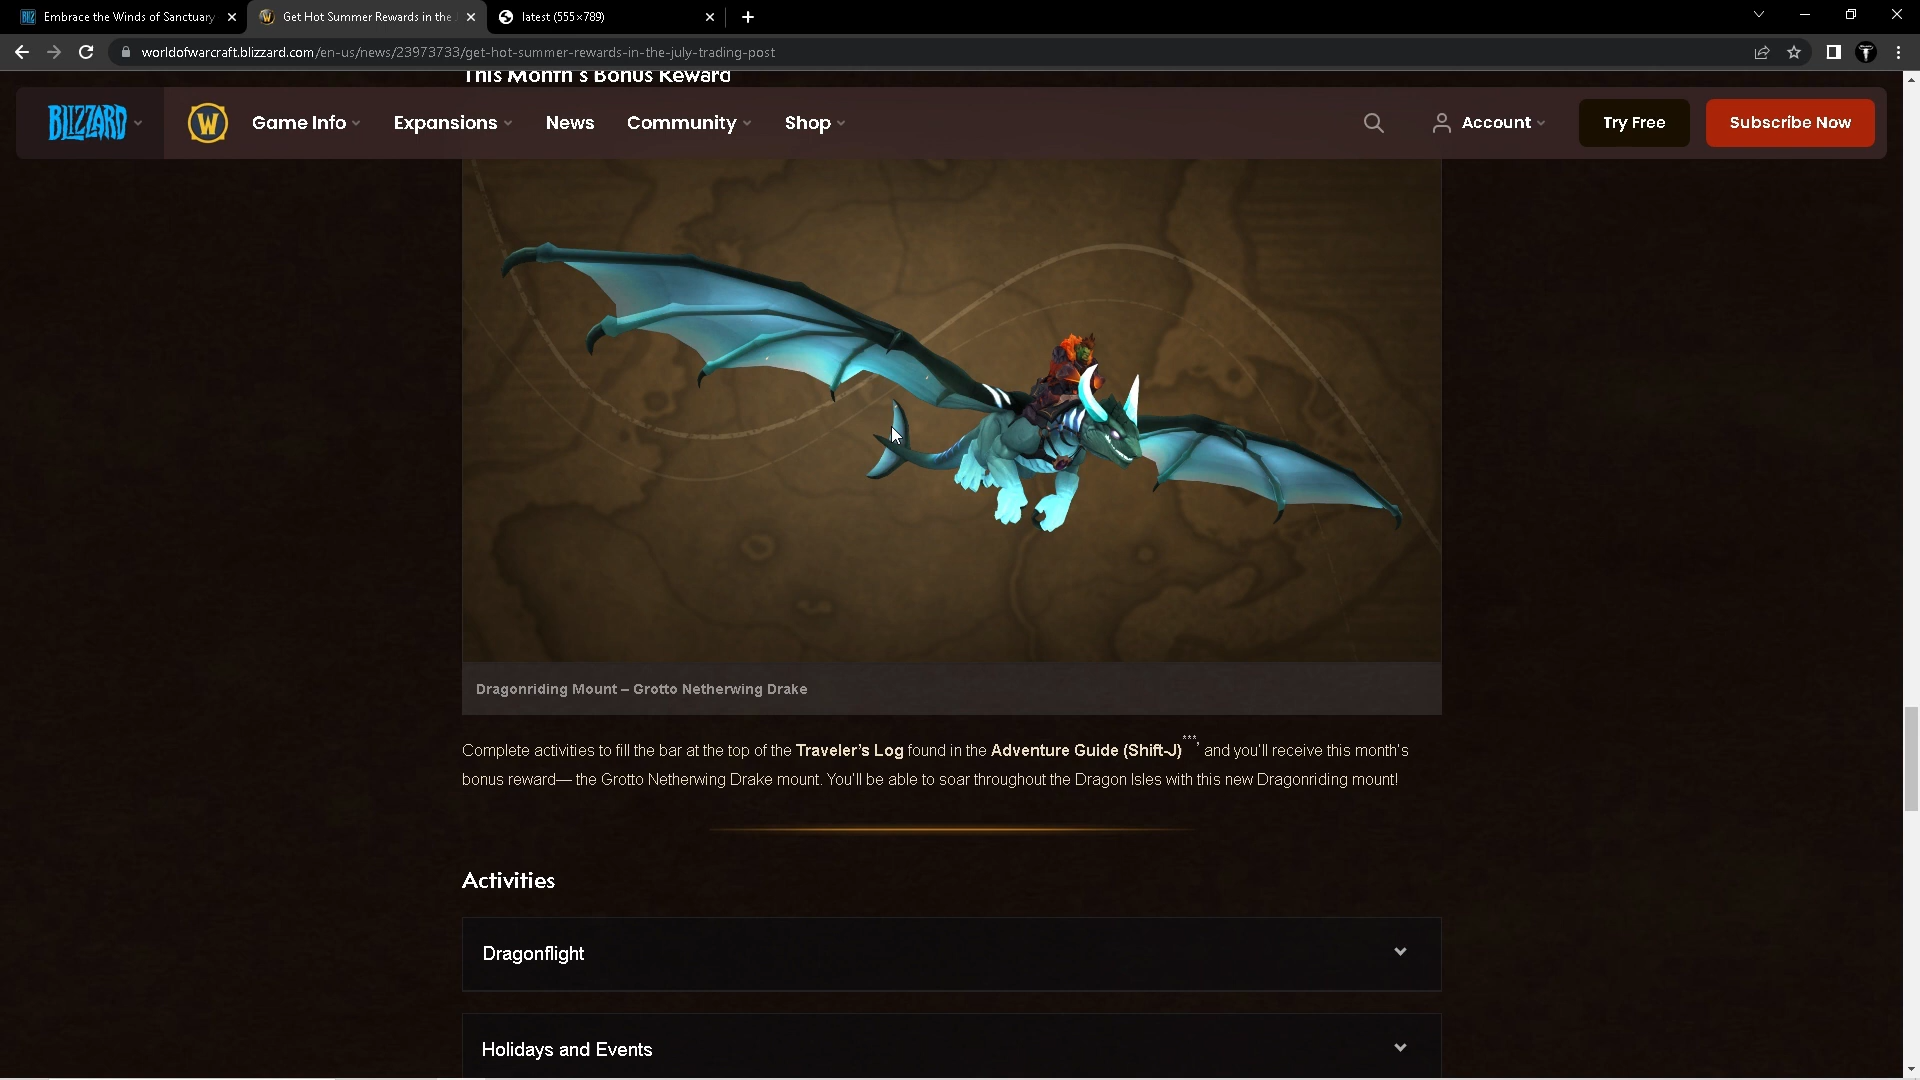 Embrace the Winds of Sanctuary
Get Hot Summer Rewards in the
latest (555×789)
worldofwarcraft.blizzard.com/en-us/news/23973733/get-hot-summer-rewards-in-the-july-trading-post
This Month's Bonus Reward
BLIZZARD
W
Game Info
Expansions
News
Community
Shop
Account
Try Free
Subscribe Now
Dragonriding Mount – Grotto Netherwing Drake
Complete activities to fill the bar at the top of the Traveler’s Log found in the Adventure Guide (Shift-J)***, and you’ll receive this month’s
bonus reward— the Grotto Netherwing Drake mount. You’ll be able to soar throughout the Dragon Isles with this new Dragonriding mount!
Activities
Dragonflight
Holidays and Events